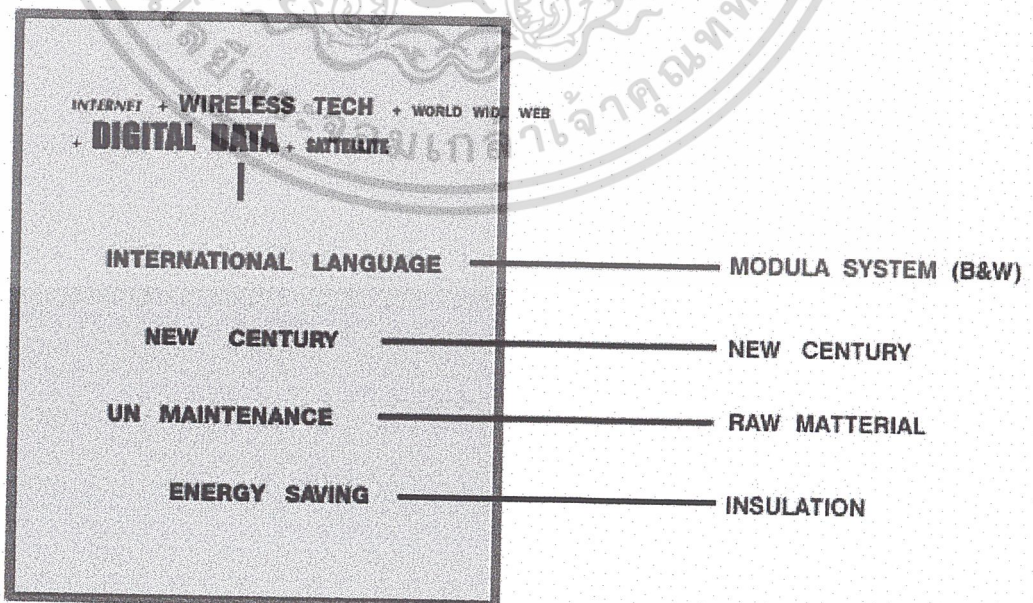 INTERNET + WIRELESS TECH + WORLD WIDE WEB
+ DIGITAL DATA + SATTELLITE
INTERNATIONAL LANGUAGE MODULA SYSTEM (B&W)
NEW CENTURY NEW CENTURY
UN MAINTENANCE RAW MATTERIAL
ENERGY SAVING INSULATION